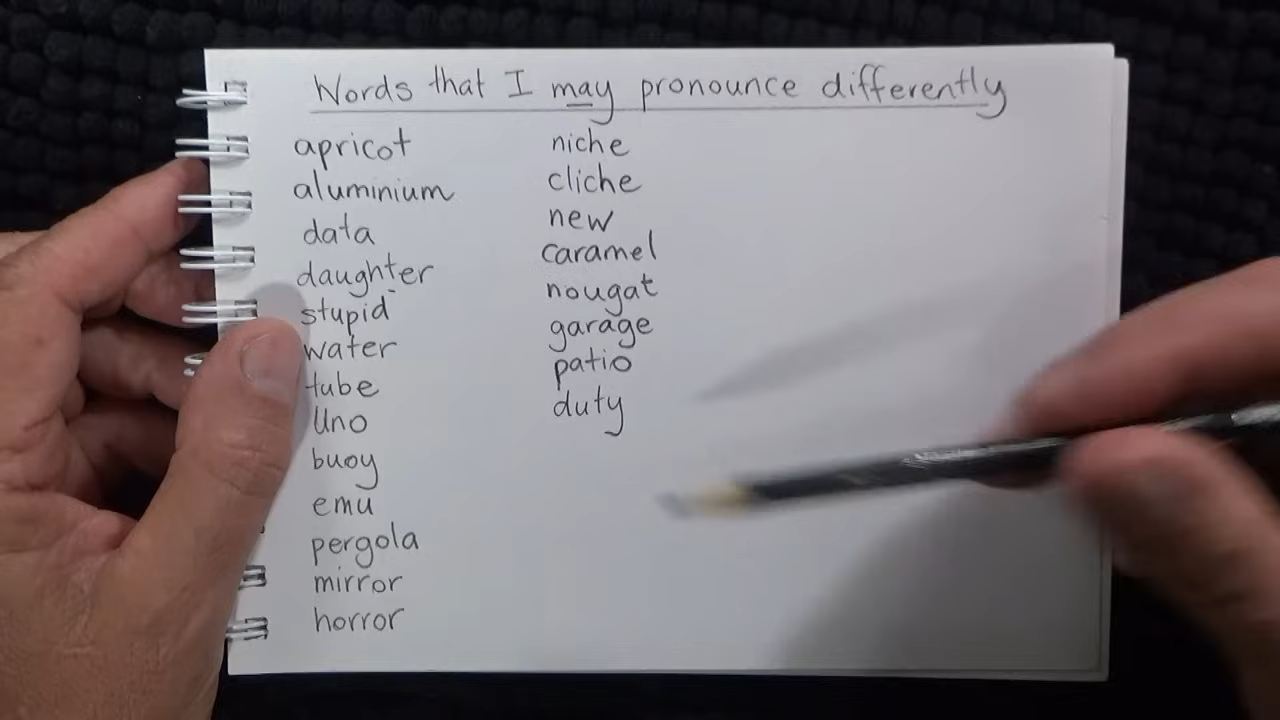 Words that I may pronounce differently
apricot
aluminium
data
daughter
stupid
water
tube
Uno
buoy
emu
pergola
mirror
horror
niche
cliche
new
caramel
nougat
garage
patio
duty